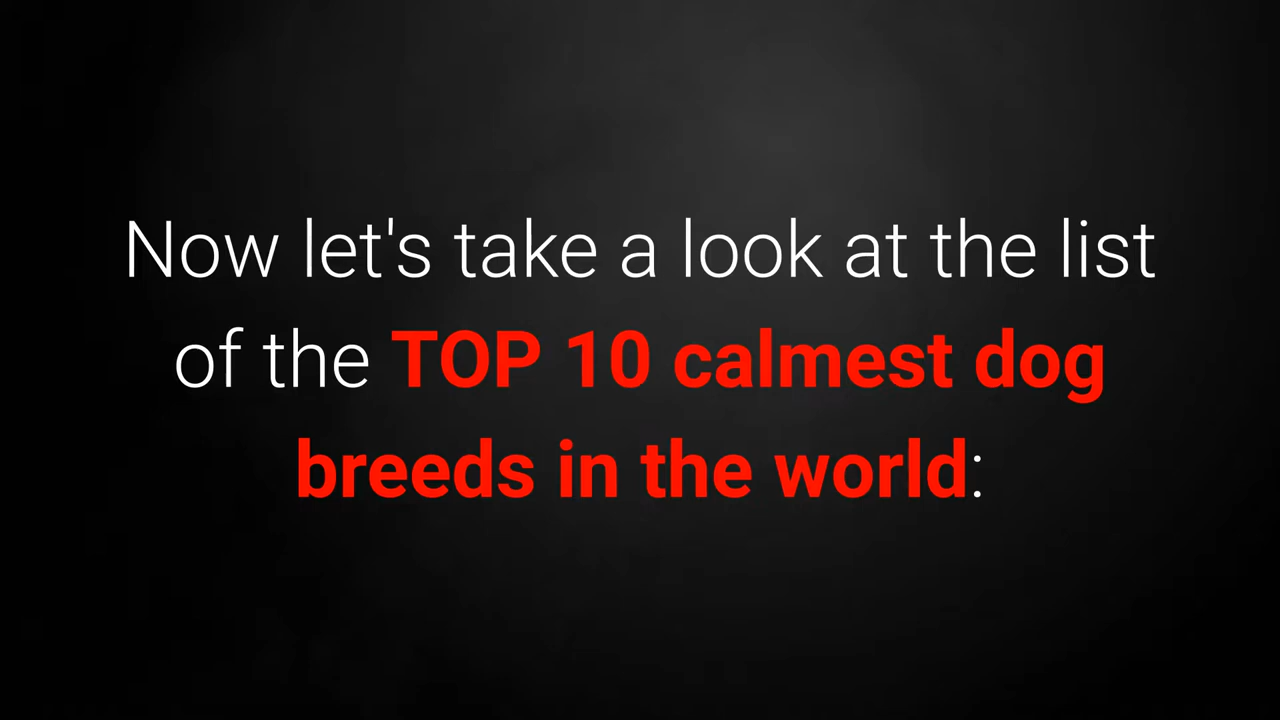 Now let's take a look at the list
of the TOP 10 calmest dog
breeds in the world: